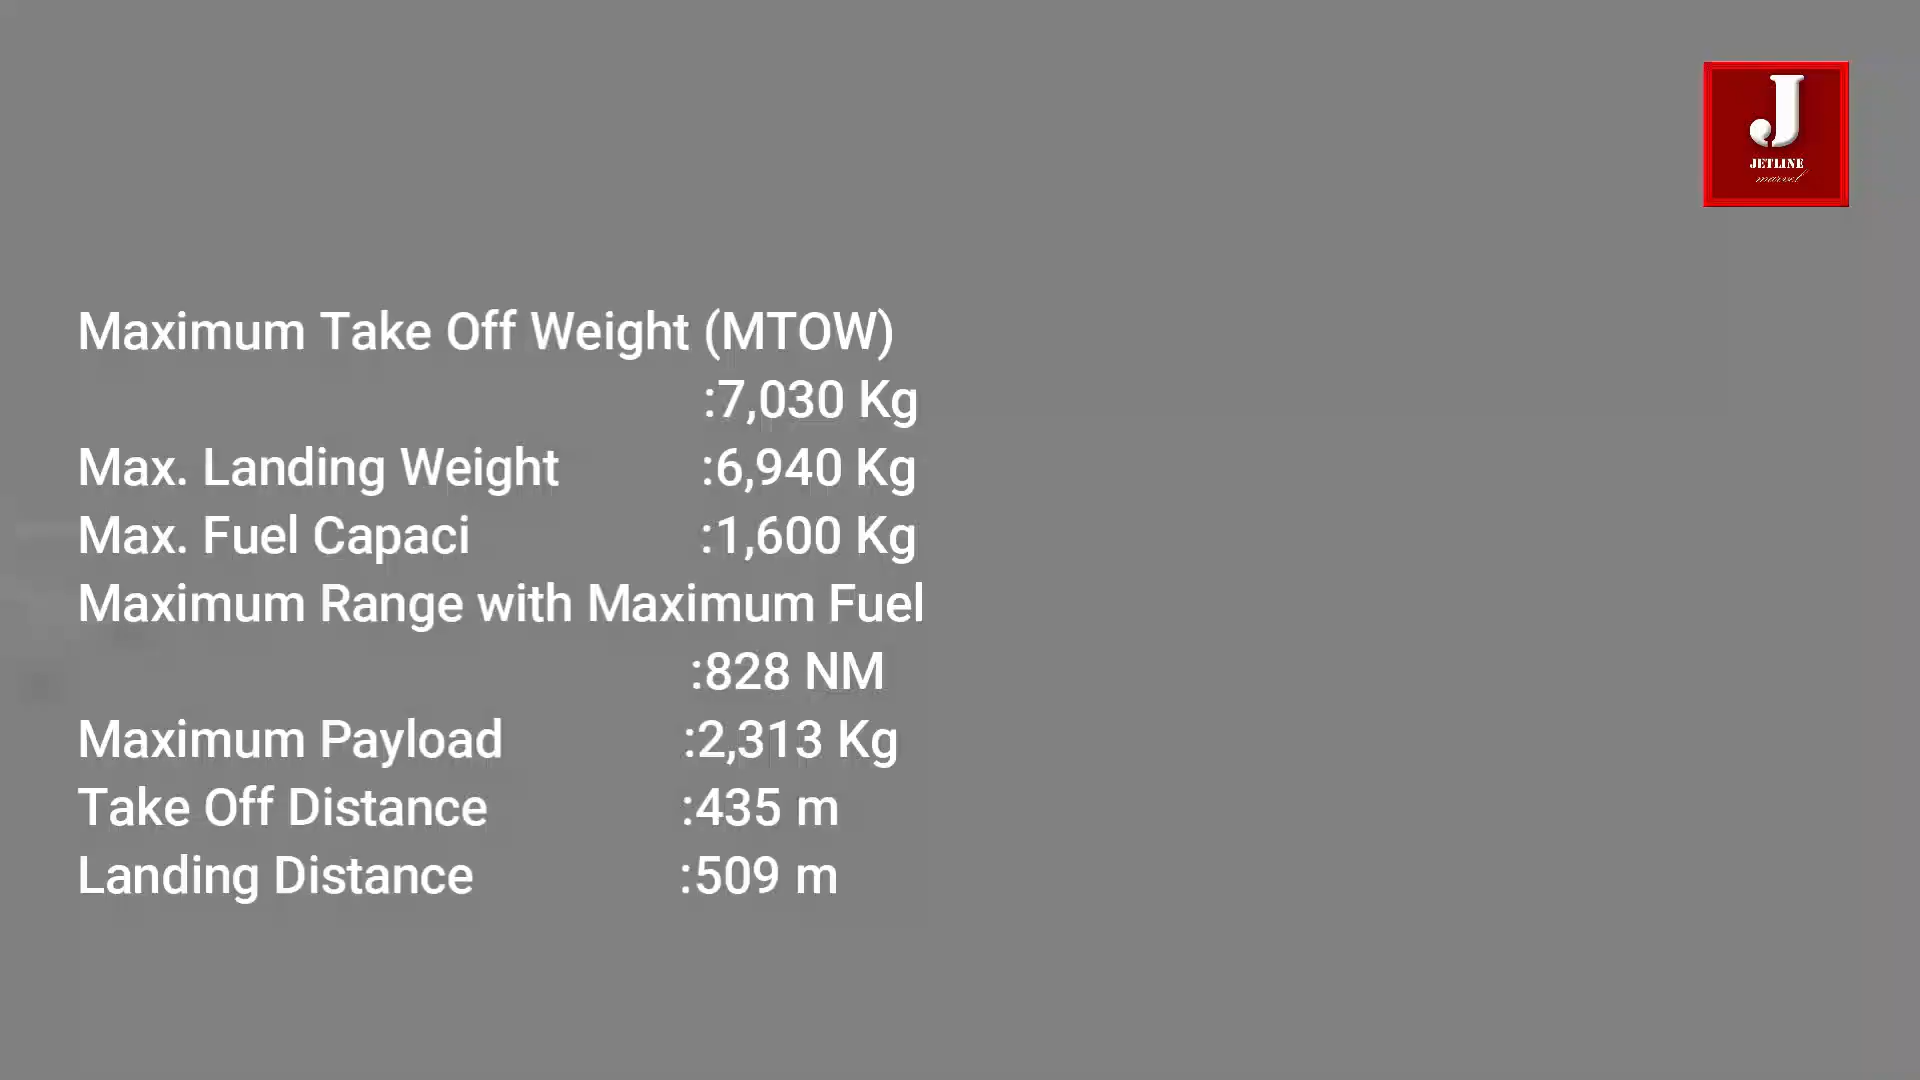 J
JETLINE
marvel
Maximum Take Off Weight (MTOW)
:7,030 Kg
Max. Landing Weight :6,940 Kg
Max. Fuel Capaci :1,600 Kg
Maximum Range with Maximum Fuel
:828 NM
Maximum Payload :2,313 Kg
Take Off Distance :435 m
Landing Distance :509 m